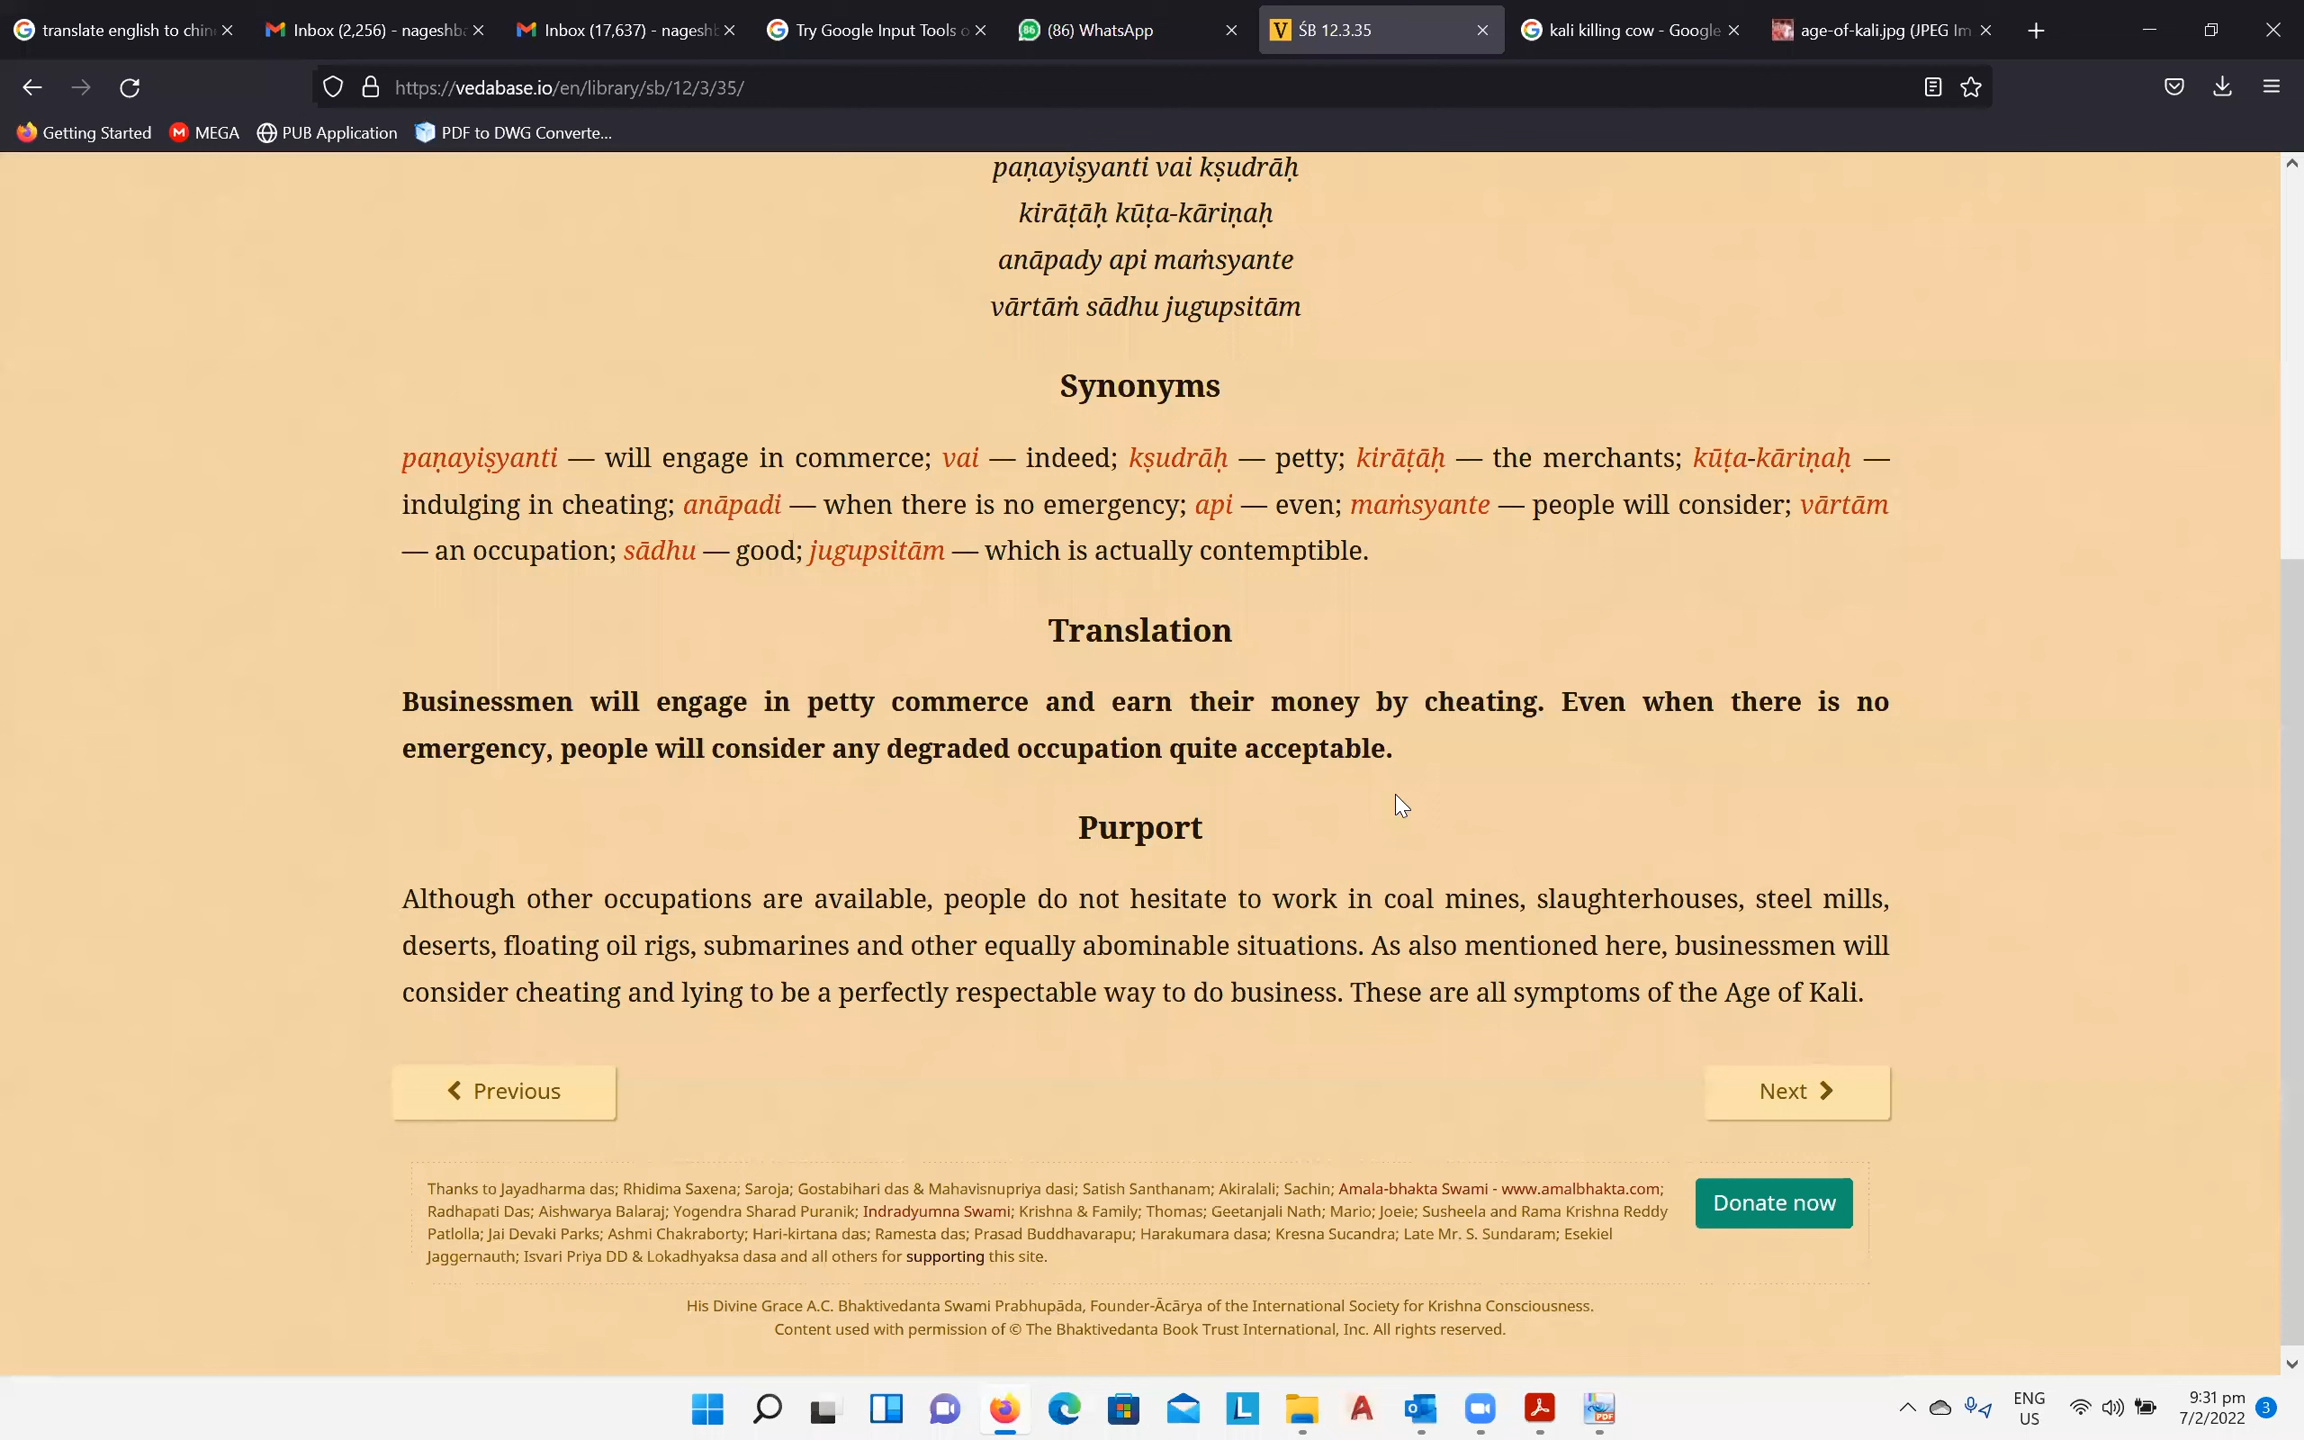 translate english to chin
Inbox (2,256) - nageshba
Inbox (17,637) - nageshb
Try Google Input Tools o
(86) WhatsApp
V ŚB 12.3.35
kali killing cow - Google
age-of-kali.jpg (JPEG Im
https://vedabase.io/en/library/sb/12/3/35/
Getting Started
M MEGA
PUB Application
PDF to DWG Converte...
paṇayiṣyanti vai kṣudrāḥ
kirāṭāḥ kūṭa-kāriṇaḥ
anāpady api maṁsyante
vārtāṁ sādhu jugupsitām
Synonyms
paṇayiṣyanti — will engage in commerce; vai — indeed; kṣudrāḥ — petty; kirāṭāḥ — the merchants; kūṭa-kāriṇaḥ —
indulging in cheating; anāpadi — when there is no emergency; api — even; maṁsyante — people will consider; vārtām
— an occupation; sādhu — good; jugupsitām — which is actually contemptible.
Translation
Businessmen will engage in petty commerce and earn their money by cheating. Even when there is no
emergency, people will consider any degraded occupation quite acceptable.
Purport
Although other occupations are available, people do not hesitate to work in coal mines, slaughterhouses, steel mills,
deserts, floating oil rigs, submarines and other equally abominable situations. As also mentioned here, businessmen will
consider cheating and lying to be a perfectly respectable way to do business. These are all symptoms of the Age of Kali.
Previous
Next
Thanks to Jayadharma das; Rhidima Saxena; Saroja; Gostabihari das & Mahavisnupriya dasi; Satish Santhanam; Akiralali; Sachin; Amala-bhakta Swami - www.amalbhakta.com;
Radhapati Das; Aishwarya Balaraj; Yogendra Sharad Puranik; Indradyumna Swami; Krishna & Family; Thomas; Geetanjali Nath; Mario; Joeie; Susheela and Rama Krishna Reddy
Patlolla; Jai Devaki Parks; Ashmi Chakraborty; Hari-kirtana das; Ramesta das; Prasad Buddhavarapu; Harakumara dasa; Kresna Sucandra; Late Mr. S. Sundaram; Esekiel
Jaggernauth; Isvari Priya DD & Lokadhyaksa dasa and all others for supporting this site.
Donate now
His Divine Grace A.C. Bhaktivedanta Swami Prabhupāda, Founder-Ācārya of the International Society for Krishna Consciousness.
Content used with permission of © The Bhaktivedanta Book Trust International, Inc. All rights reserved.
ENG
US
9:31 pm
7/2/2022
3